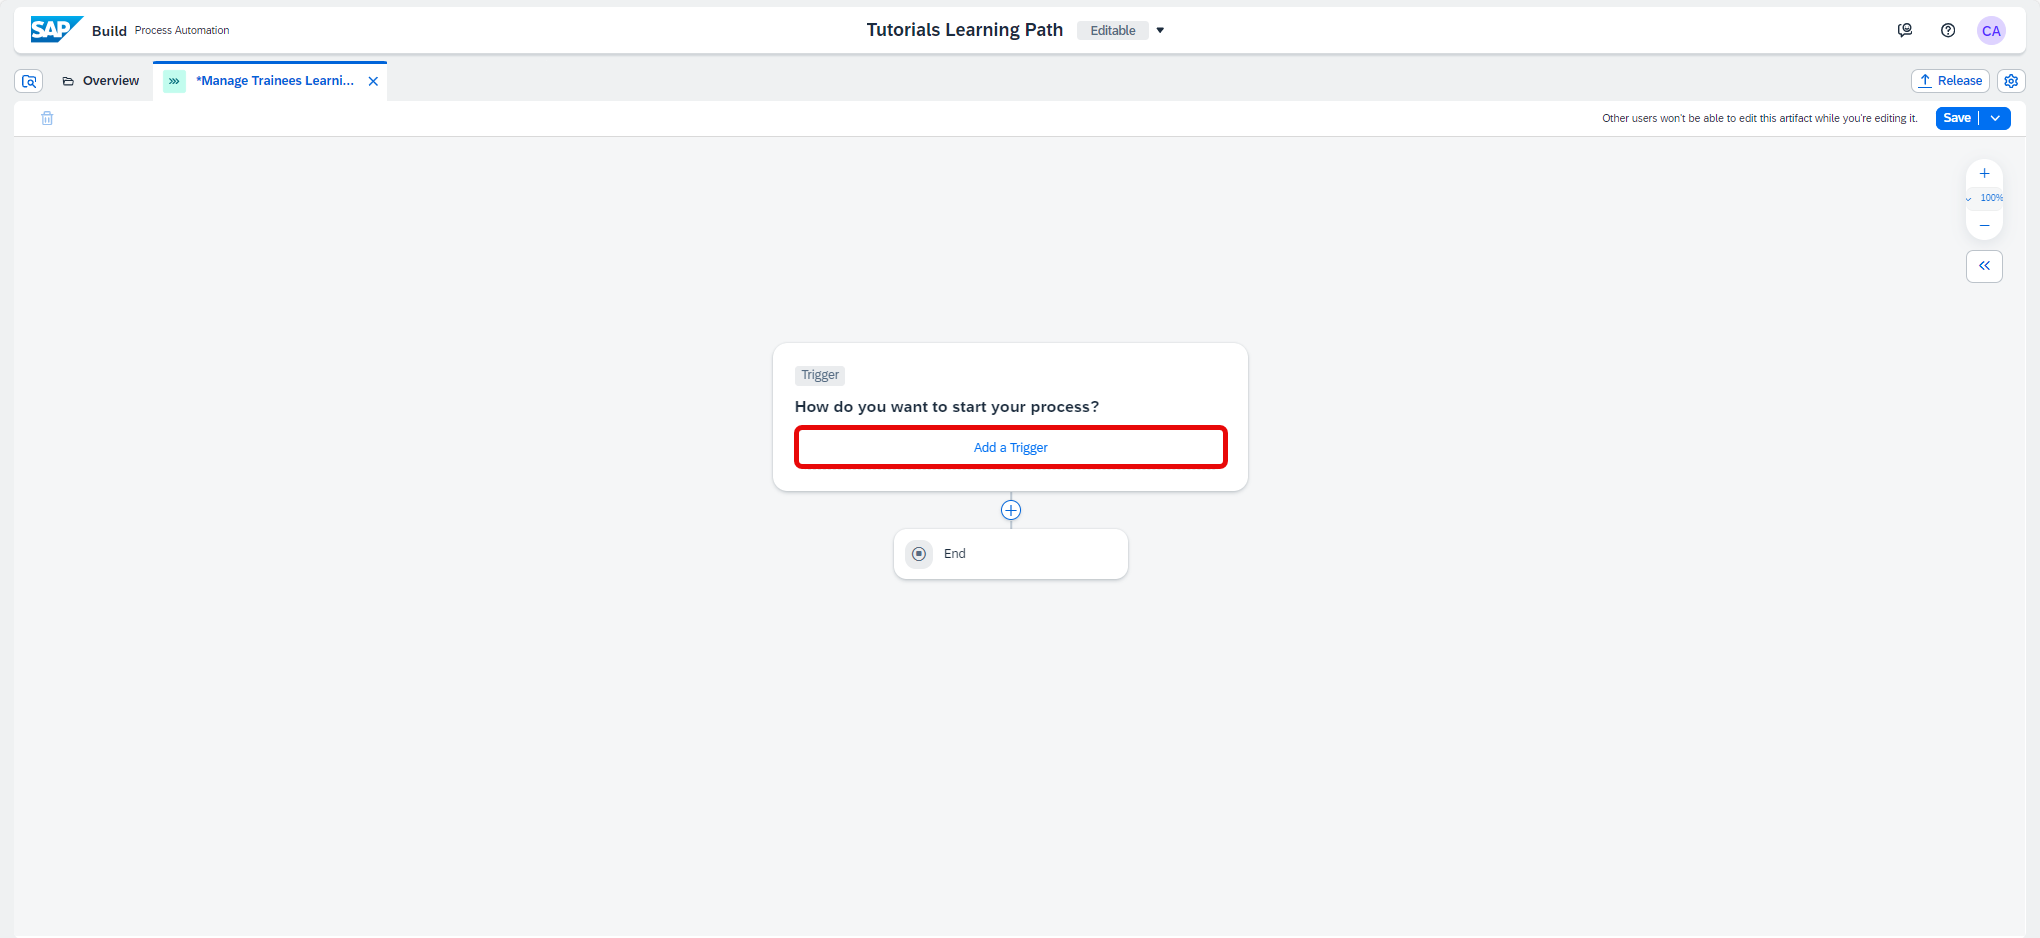 SAP Build Process Automation
Tutorials Learning Path Editable
CA
Overview
*Manage Trainees Learni...
Release
Other users won't be able to edit this artifact while you're editing it.
Save
100%
Trigger
How do you want to start your process?
Add a Trigger
End